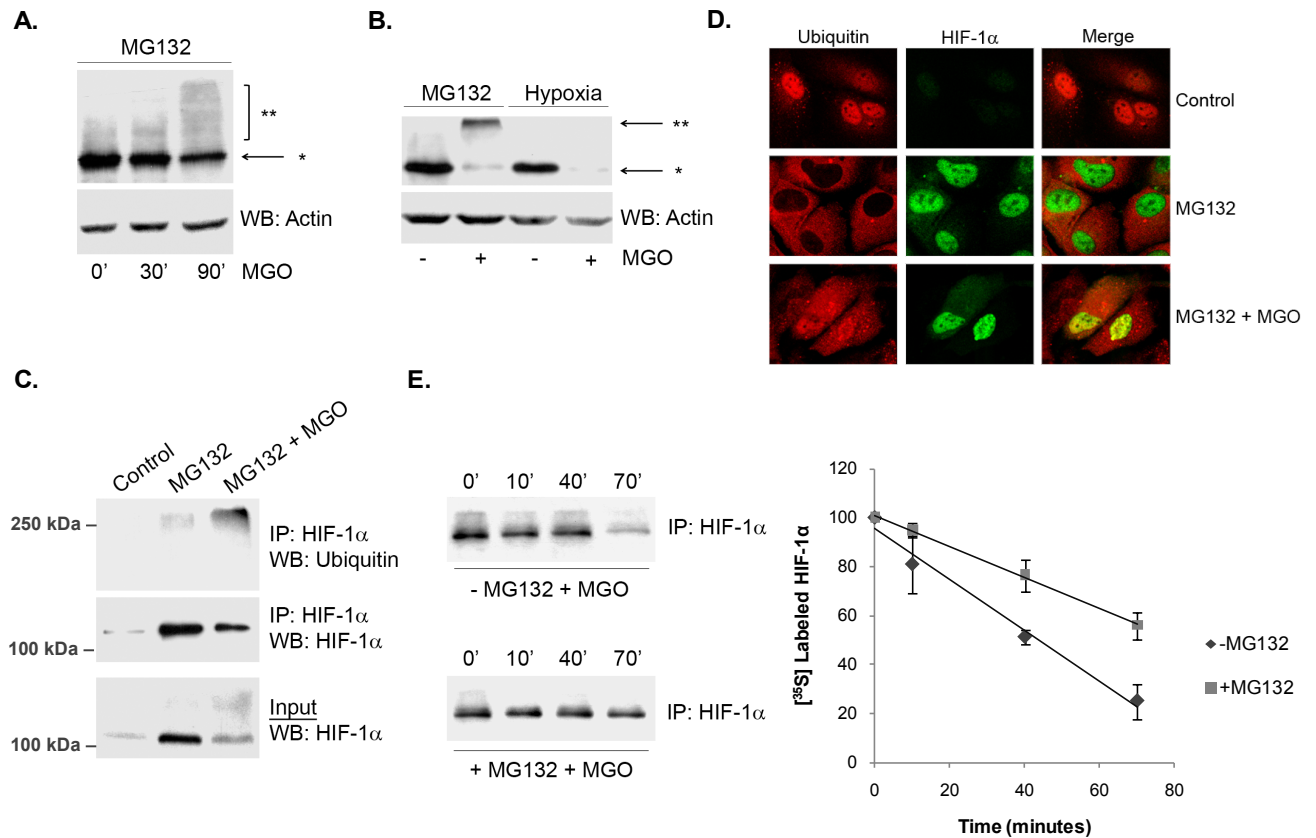 A.
MG132
**
*
WB: Actin
0' 30' 90' MGO
B.
MG132 Hypoxia
**
*
WB: Actin
- + - + MGO
C.
Control MG132 MG132 + MGO
250 kDa
IP: HIF-1α
WB: Ubiquitin
IP: HIF-1α
WB: HIF-1α
100 kDa
Input
WB: HIF-1α
100 kDa
D.
Ubiquitin HIF-1α Merge
Control
MG132
MG132 + MGO
E.
0' 10' 40' 70'
IP: HIF-1α
- MG132 + MGO
0' 10' 40' 70'
IP: HIF-1α
+ MG132 + MGO
[³⁵S] Labeled HIF-1α
120
100
80
60
40
20
0
0 20 40 60 80
Time (minutes)
-MG132
+MG132